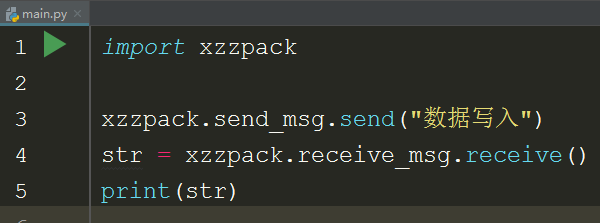 main.py
1 import xzzpack
2
3 xzzpack.send_msg.send("数据写入")
4 str = xzzpack.receive_msg.receive()
5 print(str)